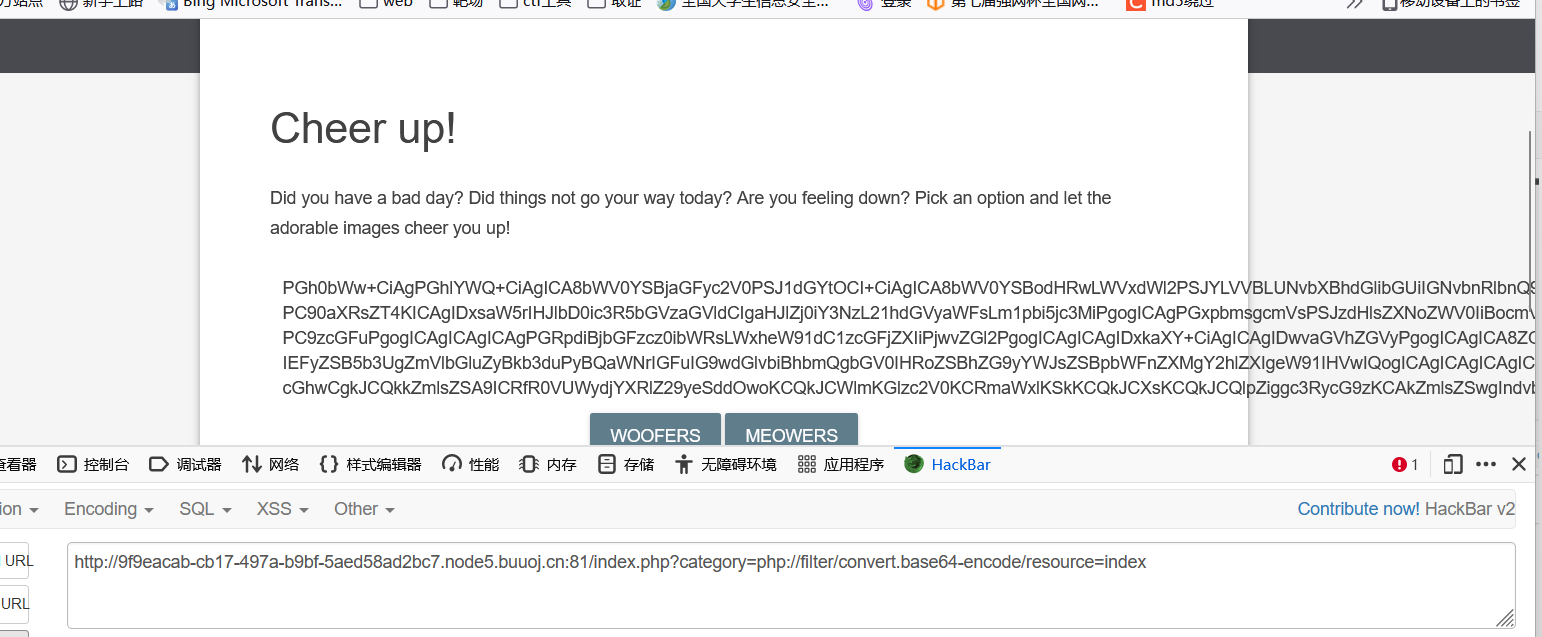 新手上路 Bing Microsoft Trans... web 靶场 ctf工具 取证 全国大学生信息安全... 登录 第七届强网杯全国网... md5绕过 移动设备上的书签
Cheer up!
Did you have a bad day? Did things not go your way today? Are you feeling down? Pick an option and let the
adorable images cheer you up!
PGh0bWw+CiAgPGhlYWQ+CiAgICA8bWV0YSBjaGFyc2V0PSJ1dGYtOCI+CiAgICA8bWV0YSBodHRwLWVxdWl2PSJYLVVBLUNvbXBhdGlibGUiIGNvbnRlbnQ9
PC90aXRsZT4KICAgIDxsaW5rIHJlbD0ic3R5bGVzaGVldCIgaHJlZj0iY3NzL21hdGVyaWFsLm1pbi5jc3MiPgogICAgPGxpbmsgcmVsPSJzdHlsZXNoZWV0IiBocmV
PC9zcGFuPgogICAgICAgICAgPGRpdiBjbGFzcz0ibWRsLWxheW91dC1zcGFjZXIiPjwvZGl2PgogICAgICAgIDxkaXY+CiAgICAgIDwvaGVhZGVyPgogICAgICA8ZG
IEFyZSB5b3UgZmVlbGluZyBkb3duPyBQaWNrIGFuIG9wdGlvbiBhbmQgbGV0IHRoZSBhZG9yYWJsZSBpbWFnZXMgY2hlZXIgeW91IHVwIQogICAgICAgICAgIC
cGhwCgkJCQkkZmlsZSA9ICRfR0VUWydjYXRlZ29yeSddOwoKCQkJCWlmKGlzc2V0KCRmaWxlKSkKCQkJCXsKCQkJCQlpZiggc3RycG9zKCAkZmlsZSwgIndvb
WOOFERS MEOWERS
查看器 控制台 调试器 网络 样式编辑器 性能 内存 存储 无障碍环境 应用程序 HackBar 1
ion Encoding SQL XSS Other Contribute now! HackBar v2
URL
http://9f9eacab-cb17-497a-b9bf-5aed58ad2bc7.node5.buuoj.cn:81/index.php?category=php://filter/convert.base64-encode/resource=index
URL